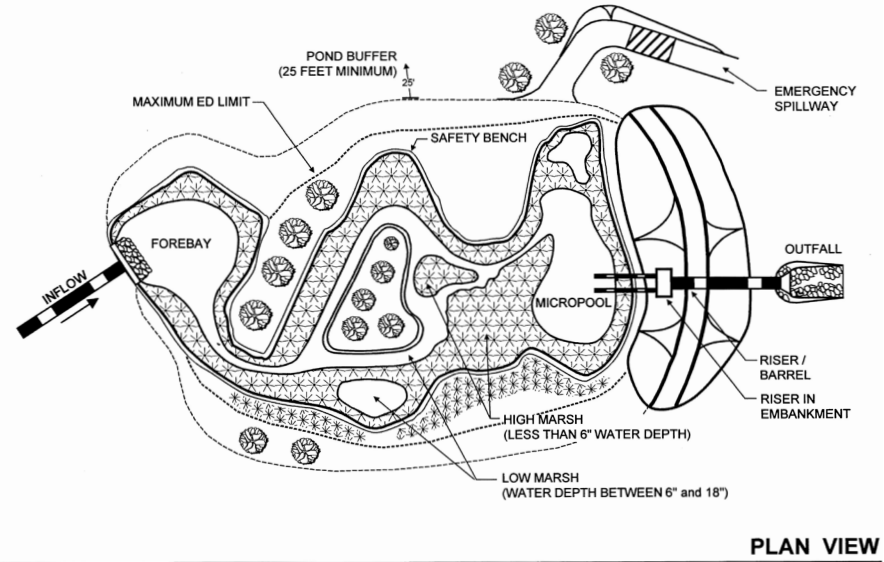 POND BUFFER
(25 FEET MINIMUM)
25'
MAXIMUM ED LIMIT
SAFETY BENCH
EMERGENCY
SPILLWAY
FOREBAY
INFLOW
OUTFALL
MICROPOOL
RISER /
BARREL
RISER IN
EMBANKMENT
HIGH MARSH
(LESS THAN 6" WATER DEPTH)
LOW MARSH
(WATER DEPTH BETWEEN 6" and 18")
PLAN VIEW